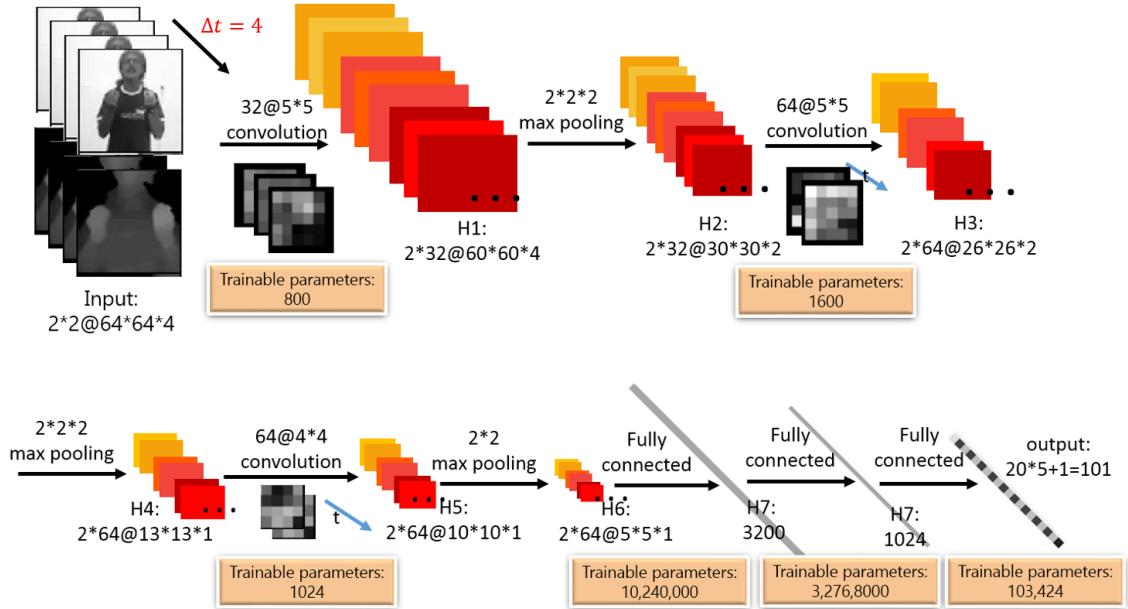 Δt = 4
32@5*5
convolution
2*2*2
max pooling
64@5*5
convolution
t
...
...
...
H1:
2*32@60*60*4
H2:
2*32@30*30*2
H3:
2*64@26*26*2
Input:
2*2@64*64*4
Trainable parameters:
800
Trainable parameters:
1600
2*2*2
max pooling
64@4*4
convolution
2*2
max pooling
Fully
connected
Fully
connected
Fully
connected
output:
20*5+1=101
t
...
...
...
H4:
2*64@13*13*1
H5:
2*64@10*10*1
H6:
2*64@5*5*1
H7:
3200
H7:
1024
Trainable parameters:
1024
Trainable parameters:
10,240,000
Trainable parameters:
3,276,8000
Trainable parameters:
103,424